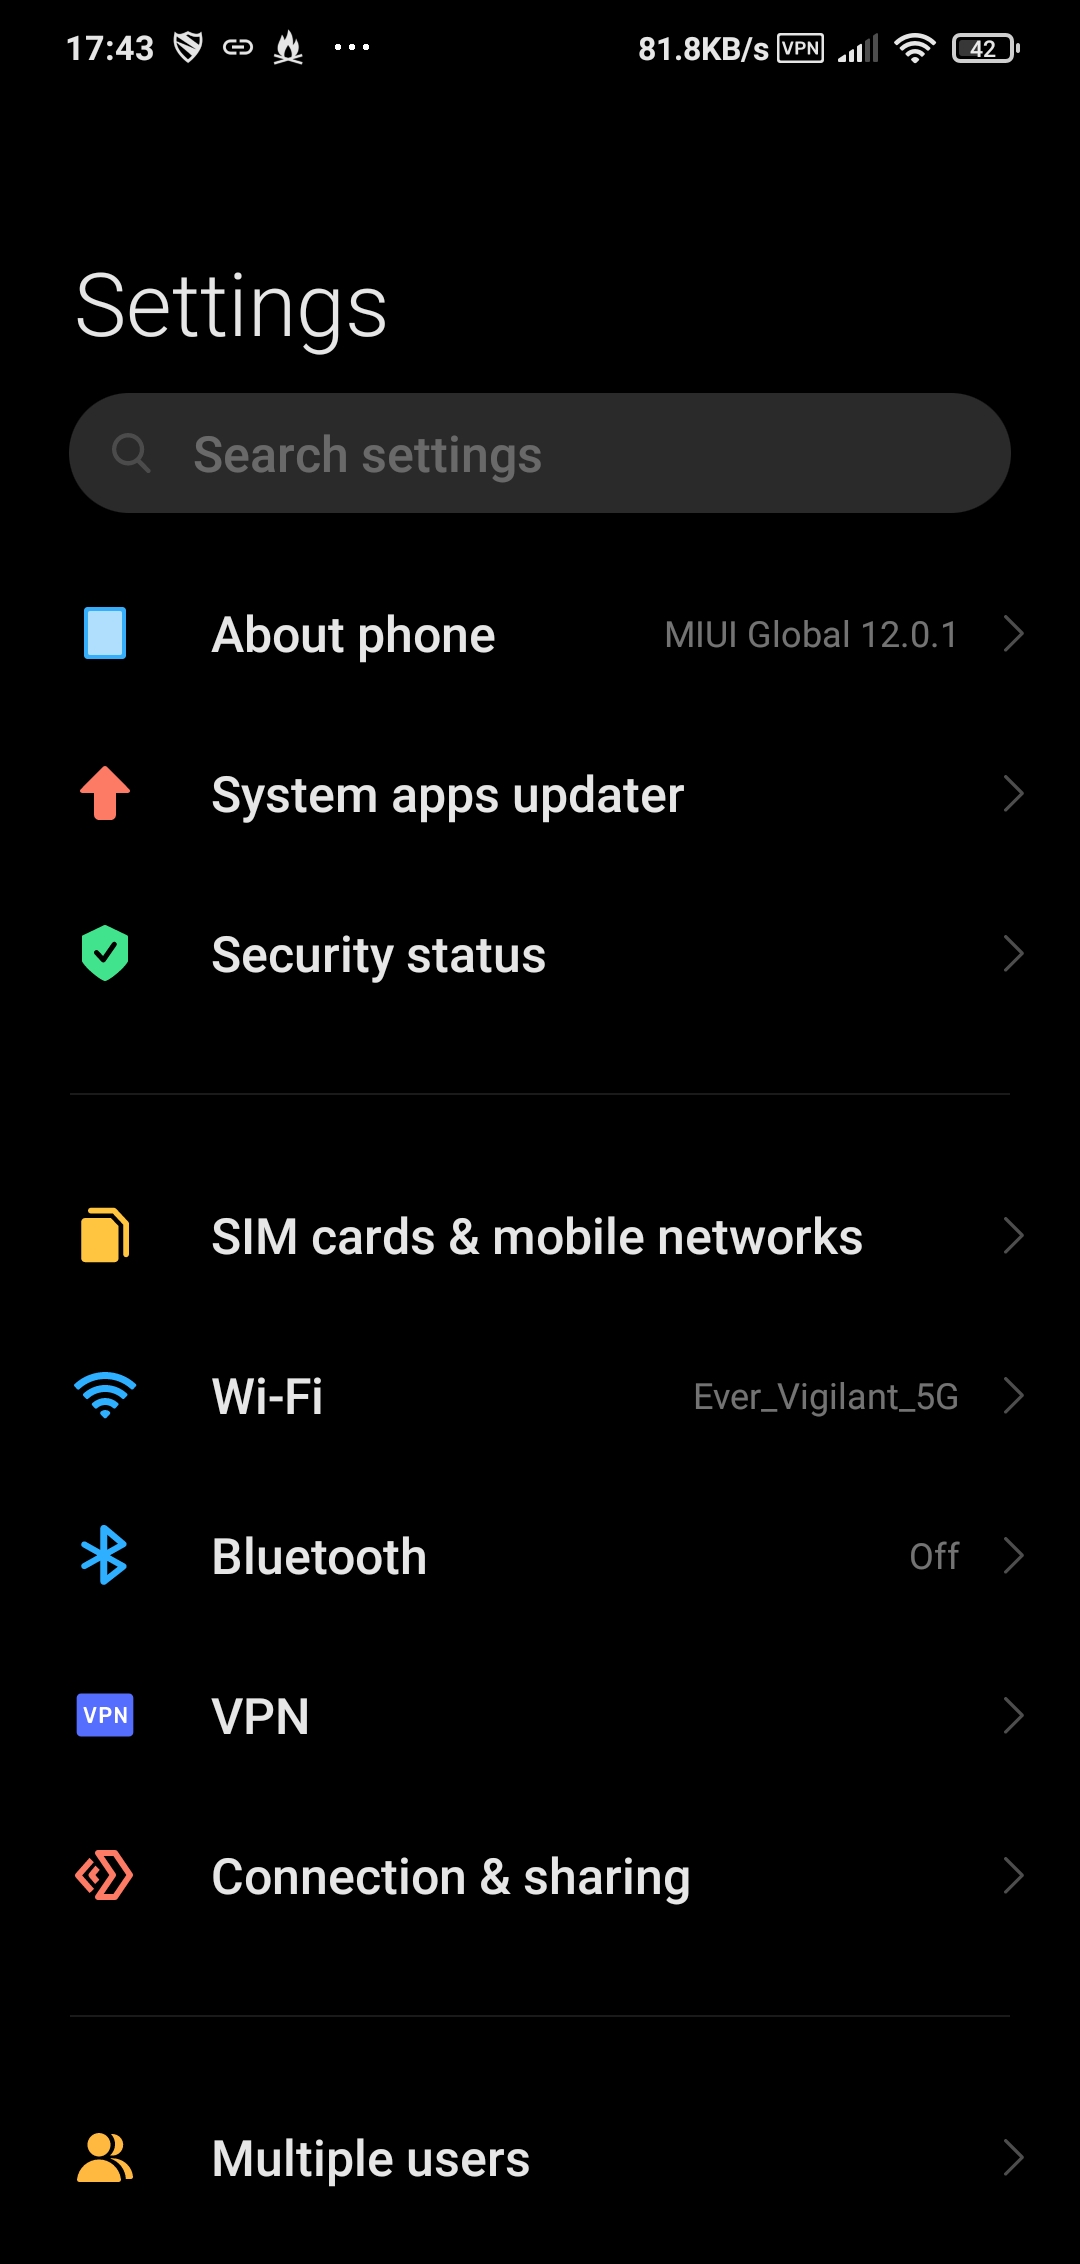 17:43 81.8KB/s VPN 42
Settings
Search settings
About phone MIUI Global 12.0.1
System apps updater
Security status
SIM cards & mobile networks
Wi-Fi Ever_Vigilant_5G
Bluetooth Off
VPN VPN
Connection & sharing
Multiple users